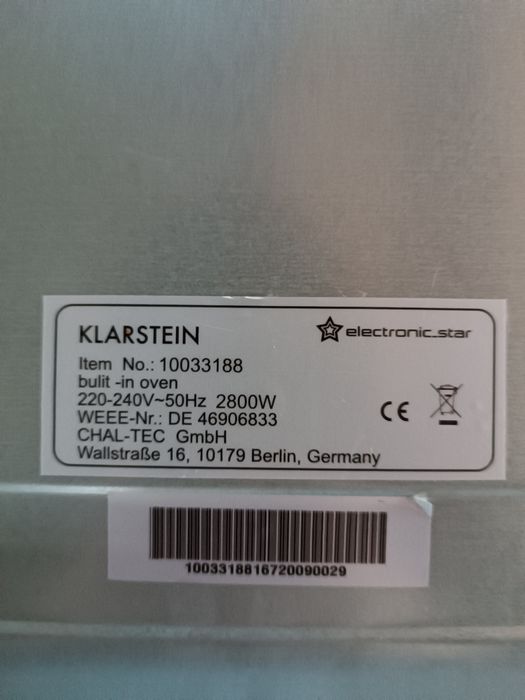 KLARSTEIN
electronic_star
Item No.: 10033188
bulit -in oven
220-240V~50Hz 2800W
WEEE-Nr.: DE 46906833
CHAL-TEC GmbH
Wallstraße 16, 10179 Berlin, Germany
CE
1003318816720090029